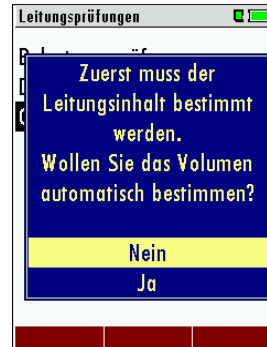 Leitungsprüfungen
Zuerst muss der
Leitungsinhalt bestimmt
werden.
Wollen Sie das Volumen
automatisch bestimmen?
Nein
Ja